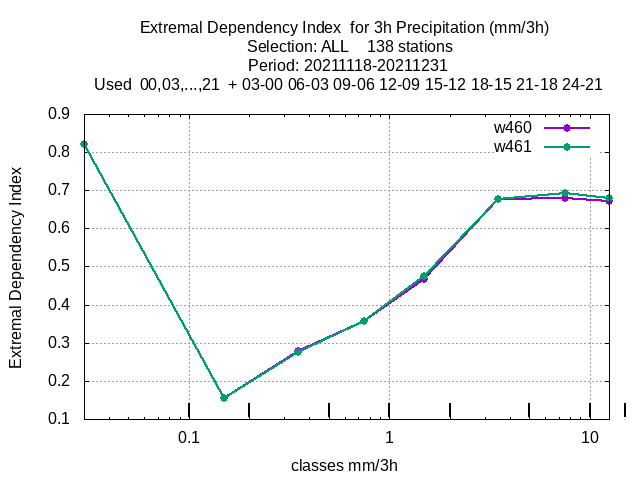 Extremal Dependency Index  for 3h Precipitation (mm/3h)
Selection: ALL    138 stations
Period: 20211118-20211231
Used  00,03,...,21  + 03-00 06-03 09-06 12-09 15-12 18-15 21-18 24-21
w460
w461
0.9
0.8
0.7
0.6
0.5
0.4
0.3
0.2
0.1
Extremal Dependency Index
0.1 1 10
classes mm/3h